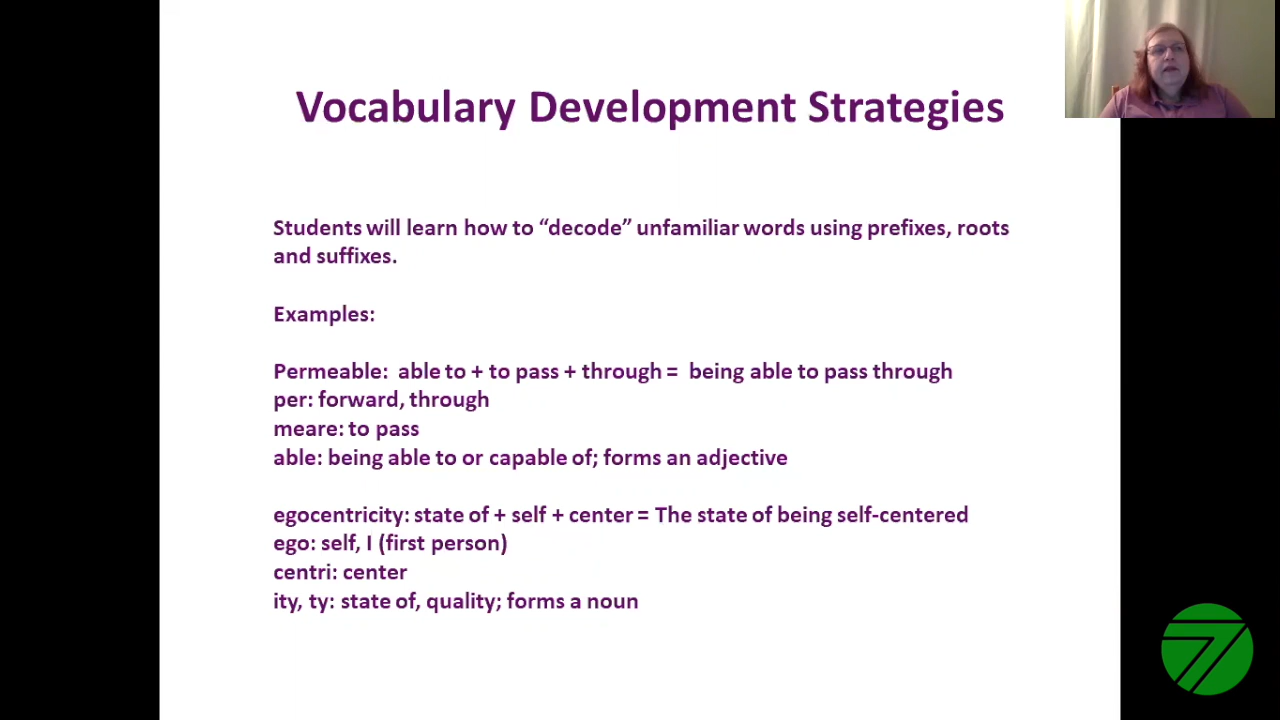 Vocabulary Development Strategies
Students will learn how to “decode” unfamiliar words using prefixes, roots
and suffixes.
Examples:
Permeable:  able to + to pass + through =  being able to pass through
per: forward, through
meare: to pass
able: being able to or capable of; forms an adjective
egocentricity: state of + self + center = The state of being self-centered
ego: self, I (first person)
centri: center
ity, ty: state of, quality; forms a noun
7